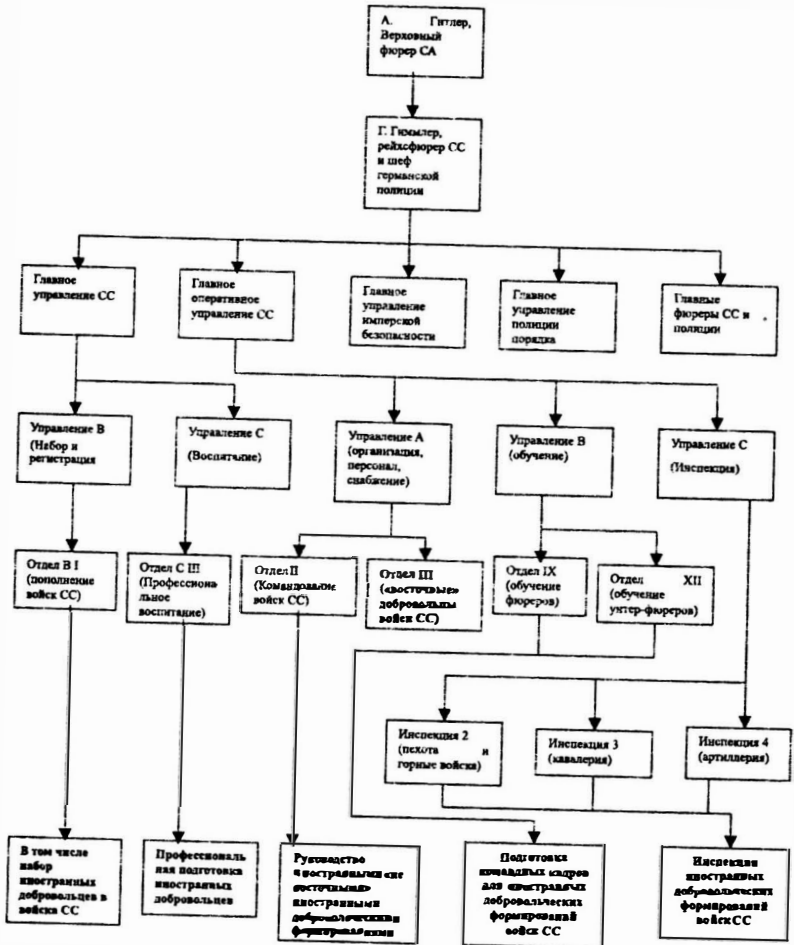 А. Гитлер,
Верховный
фюрер СА
Г. Гиммлер,
рейхсфюрер СС
и шеф
германской
полиции
Главное
управление СС
Главное
оперативное
управление СС
Главное
управление
имперской
безопасности
Главное
управление
полиции
порядка
Главные
фюреры СС и
полиции
Управление В
(Набор и
регистрация
Управление С
(Воспитание)
Управление А
(организация,
персонал,
снабжение)
Управление В
(обучение)
Управление С
(Инспекция)
Отдел В I
(пополнение
войск СС)
Отдел С III
(Профессиона-
льное
воспитание)
Отдел II
(Командование
войск СС)
Отдел III
(«восточные»
добровольцы
войск СС)
Отдел IX
(обучение
фюреров)
Отдел XII
(обучение
унтер-фюреров)
Инспекция 2
(пехота и
горные войска)
Инспекция 3
(кавалерия)
Инспекция 4
(артиллерия)
В том числе
набор
иностранных
добровольцев в
войска СС
Профессиональ
ная подготовка
иностранных
добровольцев
Руководство
иностранными «не
восточными»
иностранными
добровольческими
формированиями
Подготовка
командных кадров
для иностранных
добровольческих
формирований
войск СС
Инспекции
иностранных
добровольческих
формирований
войск СС